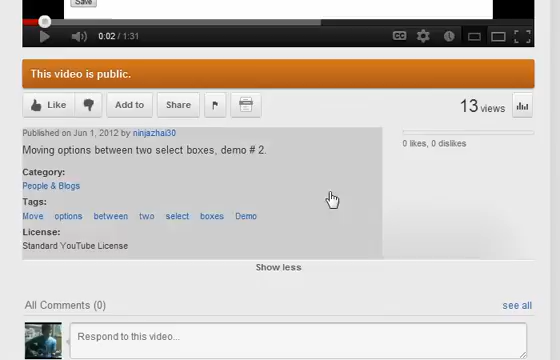 Save
0:02 / 1:31
CC
This video is public.
Like
Add to
Share
13 views
Published on Jun 1, 2012 by ninjazhai30
0 likes, 0 dislikes
Moving options between two select boxes, demo # 2.
Category:
People & Blogs
Tags:
Move options between two select boxes Demo
License:
Standard YouTube License
Show less
All Comments (0)
see all
Respond to this video...